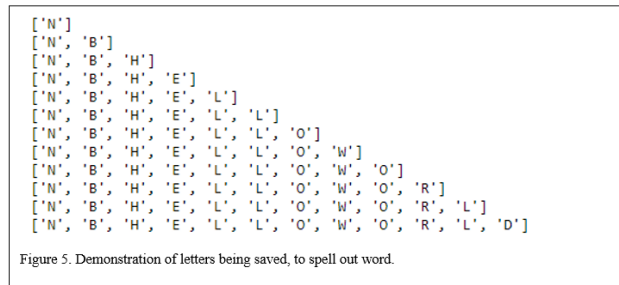 ['N']
['N', 'B']
['N', 'B', 'H']
['N', 'B', 'H', 'E']
['N', 'B', 'H', 'E', 'L']
['N', 'B', 'H', 'E', 'L', 'L']
['N', 'B', 'H', 'E', 'L', 'L', 'O']
['N', 'B', 'H', 'E', 'L', 'L', 'O', 'W']
['N', 'B', 'H', 'E', 'L', 'L', 'O', 'W', 'O']
['N', 'B', 'H', 'E', 'L', 'L', 'O', 'W', 'O', 'R']
['N', 'B', 'H', 'E', 'L', 'L', 'O', 'W', 'O', 'R', 'L']
['N', 'B', 'H', 'E', 'L', 'L', 'O', 'W', 'O', 'R', 'L', 'D']
Figure 5. Demonstration of letters being saved, to spell out word.